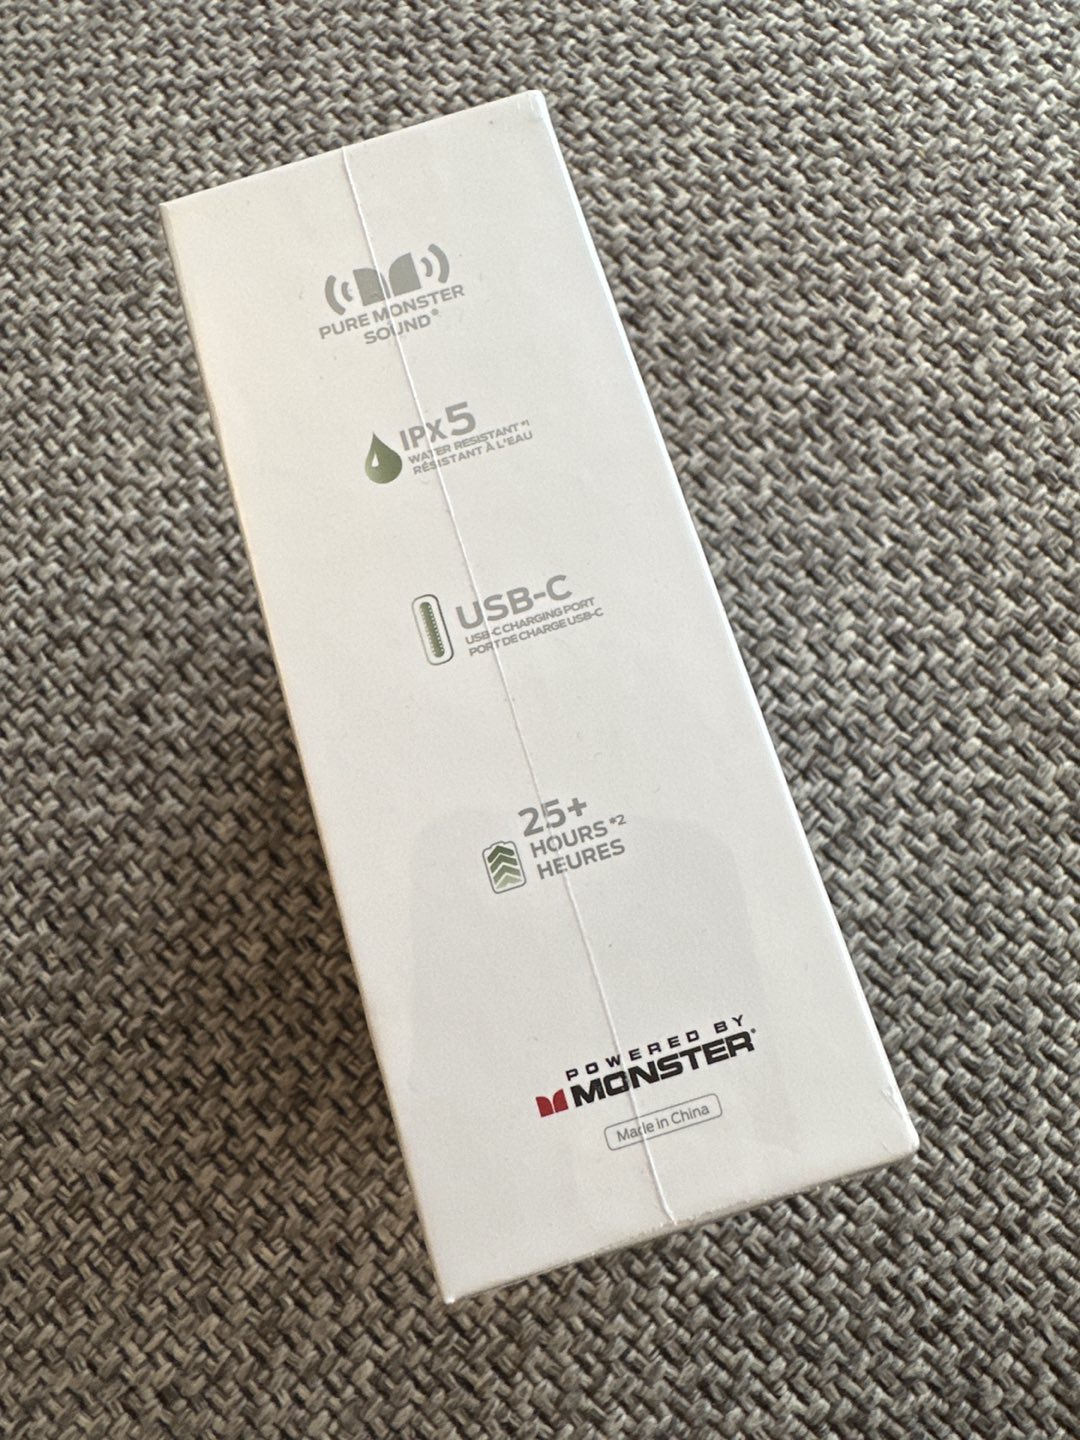 PURE MONSTER
SOUND®
IPX5
WATER RESISTANT *1
RÉSISTANT À L'EAU
USB-C
USB-C CHARGING PORT
PORT DE CHARGE USB-C
25+
HOURS *2
HEURES
POWERED BY
MONSTER®
Made in China